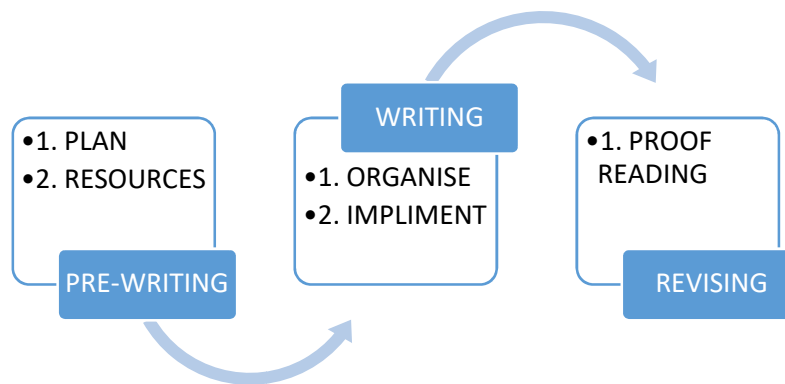 •1. PLAN
•2. RESOURCES
PRE-WRITING
WRITING
•1. ORGANISE
•2. IMPLIMENT
•1. PROOF
READING
REVISING